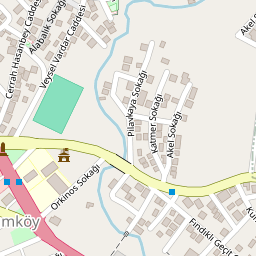 Cerrah Hasanbey Caddesi
Alabalık Sokağı
Veysel Vardar Caddesi
Pilavkaya Sokağı
Katmer Sokağı
Akel Sokağı
Akel
Orkinos Sokağı
Fındıklı Geçit
mköy